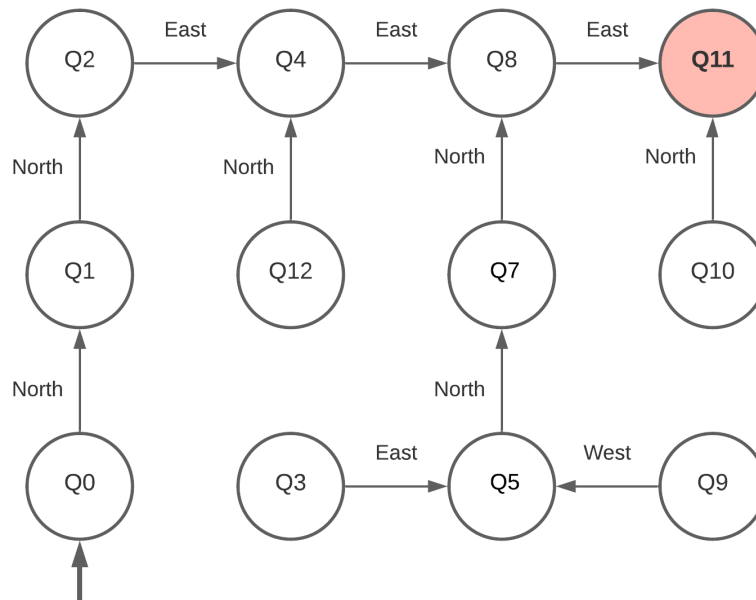 East
East
East
Q2
Q4
Q8
Q11
North
North
North
North
Q1
Q12
Q7
Q10
North
North
East
West
Q0
Q3
Q5
Q9